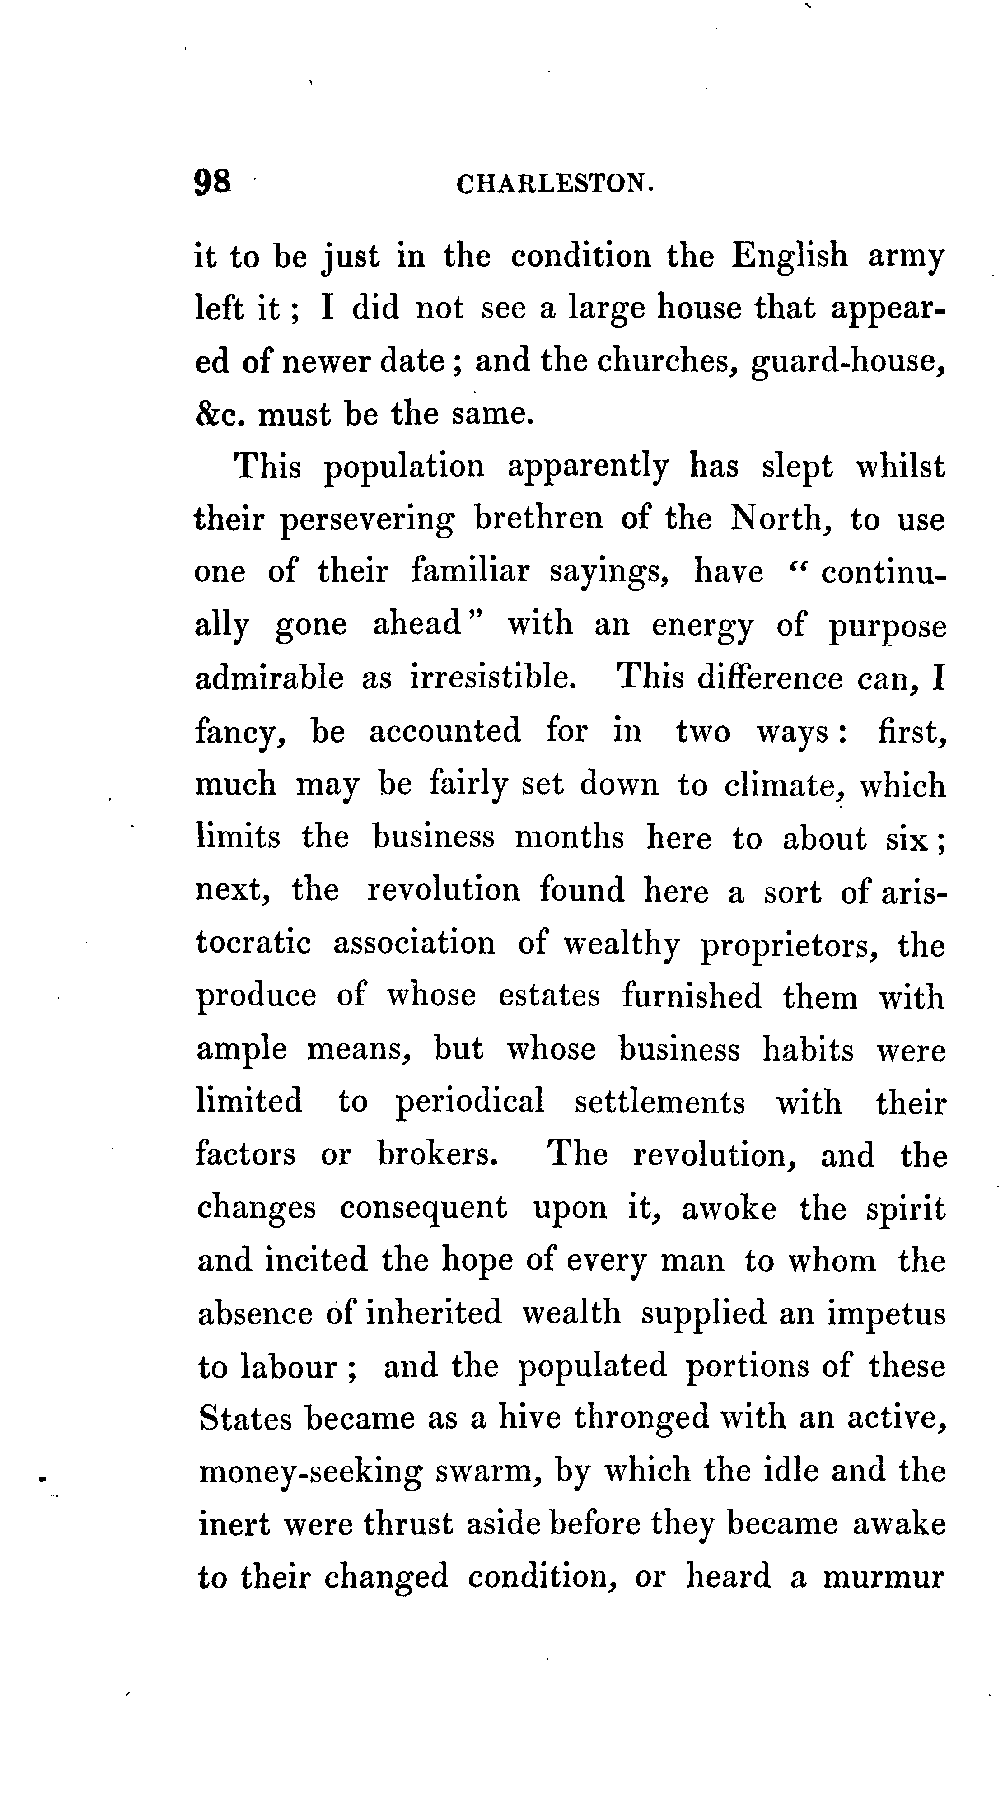 98 CHARLESTON.
it to be just in the condition the English army
left it ; I did not see a large house that appear-
ed of newer date ; and the churches, guard-house,
&c. must be the same.
This population apparently has slept whilst
their persevering brethren of the North, to use
one of their familiar sayings, have “ continu-
ally gone ahead” with an energy of purpose
admirable as irresistible. This difference can, I
fancy, be accounted for in two ways : first,
much may be fairly set down to climate, which
limits the business months here to about six ;
next, the revolution found here a sort of aris-
tocratic association of wealthy proprietors, the
produce of whose estates furnished them with
ample means, but whose business habits were
limited to periodical settlements with their
factors or brokers. The revolution, and the
changes consequent upon it, awoke the spirit
and incited the hope of every man to whom the
absence of inherited wealth supplied an impetus
to labour ; and the populated portions of these
States became as a hive thronged with an active,
money-seeking swarm, by which the idle and the
inert were thrust aside before they became awake
to their changed condition, or heard a murmur